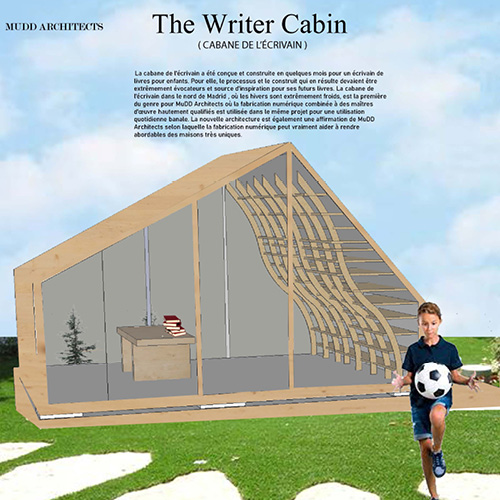 MUDD ARCHITECTS
The Writer Cabin
( CABANE DE L'ÉCRIVAIN )
La cabane de l'écrivain a été conçue et construite en quelques mois pour un écrivain de
livres pour enfants. Pour elle, le processus et le construit qui en résulte devaient être
extrêmement évocateurs et source d'inspiration pour ses futurs livres. La cabane de
l'écrivain dans le nord de Madrid , où les hivers sont extrêmement froids, est la première
du genre pour MuDD Architects où la fabrication numérique combinée à des maîtres
d'œuvre hautement qualifiés est utilisée dans le même projet pour une utilisation
quotidienne banale. La nouvelle architecture est également une affirmation de MuDD
Architects selon laquelle la fabrication numérique peut vraiment aider à rendre
abordables des maisons très uniques.